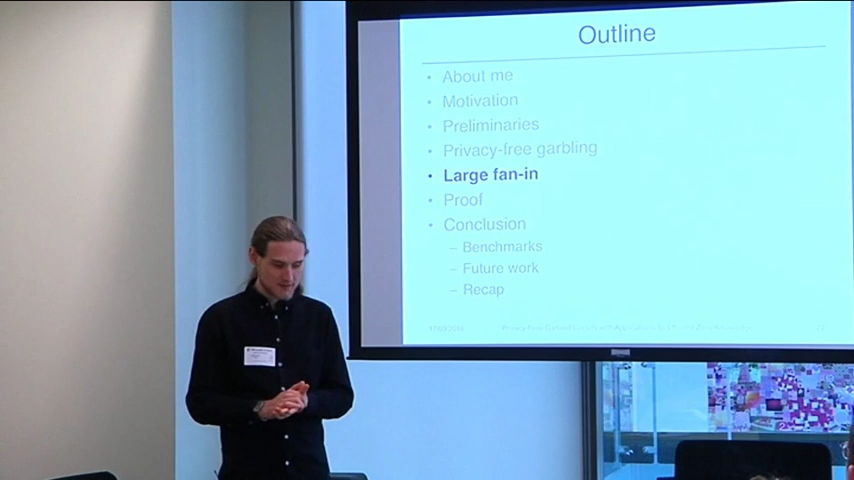 Outline
• About me
• Motivation
• Preliminaries
• Privacy-free garbling
• Large fan-in
• Proof
• Conclusion
– Benchmarks
– Future work
– Recap